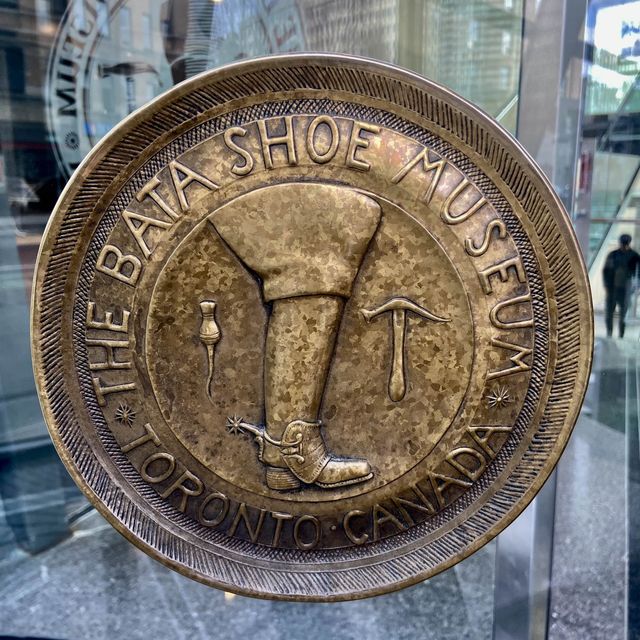 THE BATA SHOE MUSEUM
TORONTO · CANADA